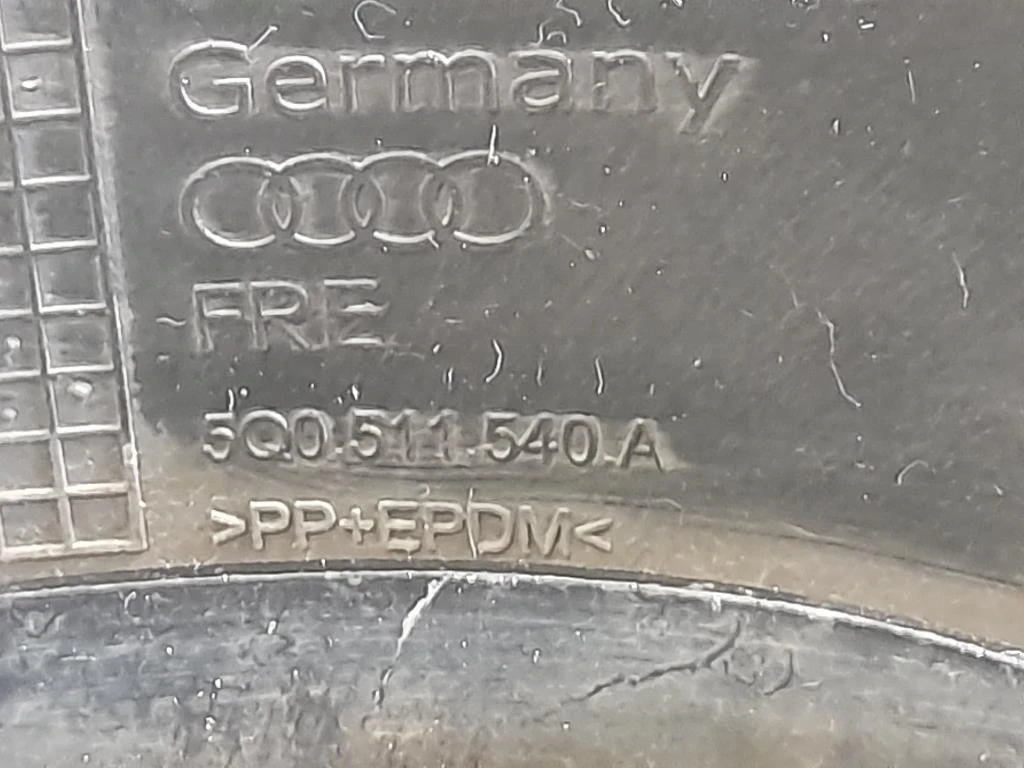 Germany
FRE
5Q0.511.540.A
>PP+EPDM<